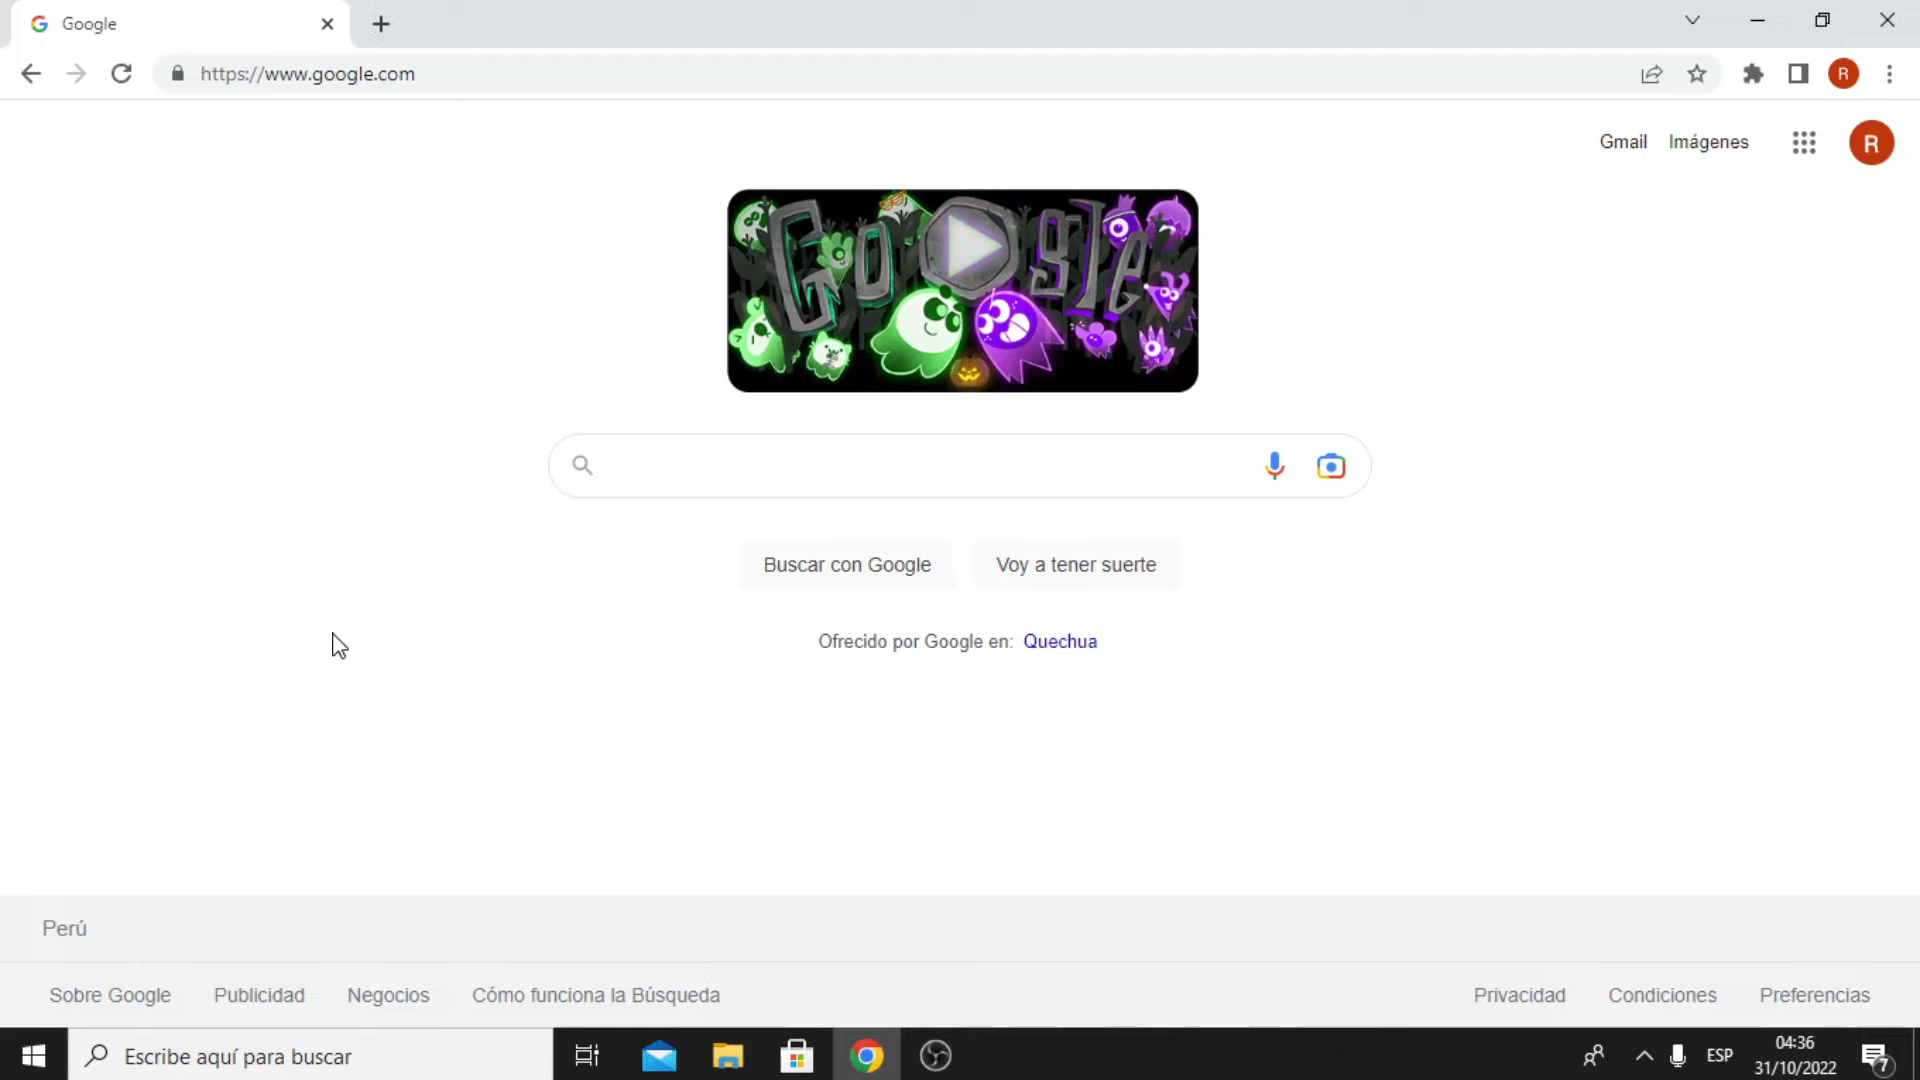 Google
https://www.google.com
R
Gmail Imágenes
R
Google
Buscar con Google Voy a tener suerte
Ofrecido por Google en: Quechua
Perú
Sobre Google Publicidad Negocios Cómo funciona la Búsqueda Privacidad Condiciones Preferencias
Escribe aquí para buscar
ESP
04:36
31/10/2022
7